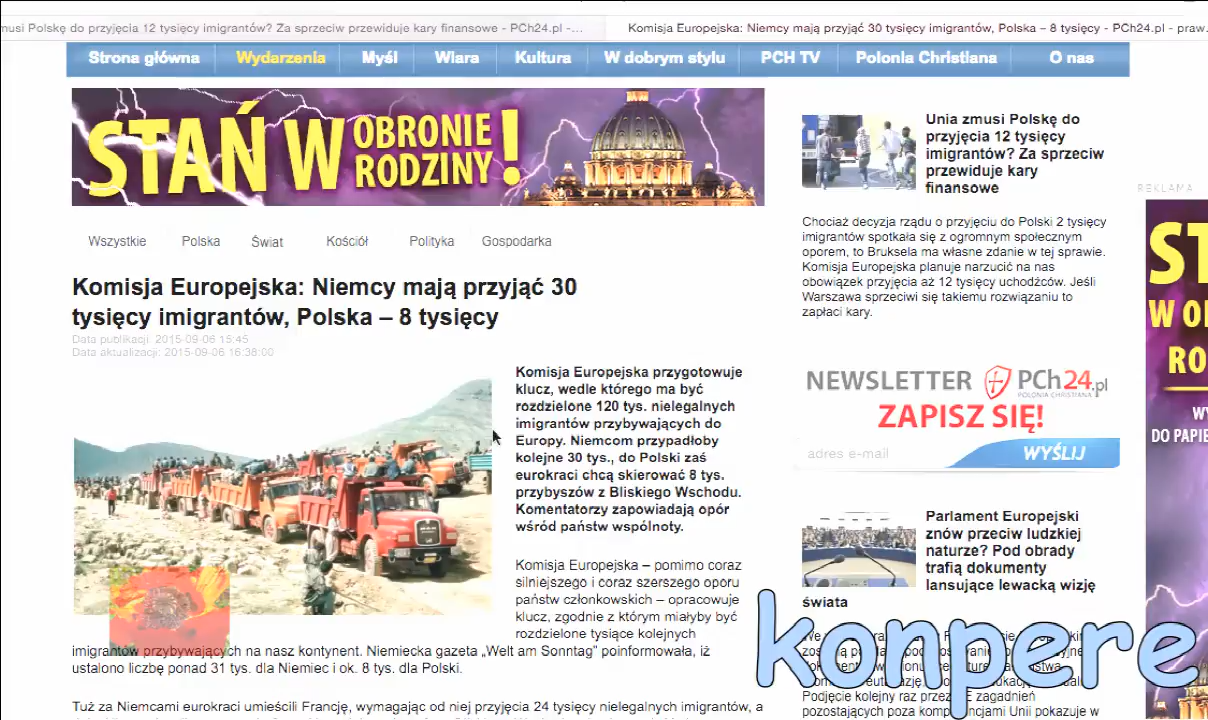 musi Polskę do przyjęcia 12 tysięcy imigrantów? Za sprzeciw przewiduje kary finansowe - PCh24.pl -...
Komisja Europejska: Niemcy mają przyjąć 30 tysięcy imigrantów, Polska – 8 tysięcy - PCh24.pl - praw
Strona główna Wydarzenia Myśl Wiara Kultura W dobrym stylu PCH TV Polonia Christiana O nas
STAŃ W OBRONIE
RODZINY!
Wszystkie Polska Świat Kościół Polityka Gospodarka
Komisja Europejska: Niemcy mają przyjąć 30
tysięcy imigrantów, Polska – 8 tysięcy
Data publikacji: 2015-09-06 15:45
Data aktualizacji: 2015-09-06 16:38:00
Komisja Europejska przygotowuje
klucz, wedle którego ma być
rozdzielone 120 tys. nielegalnych
imigrantów przybywających do
Europy. Niemcom przypadłoby
kolejne 30 tys., do Polski zaś
eurokraci chcą skierować 8 tys.
przybyszów z Bliskiego Wschodu.
Komentatorzy zapowiadają opór
wśród państw wspólnoty.
Komisja Europejska – pomimo coraz
silniejszego i coraz szerszego oporu
państw członkowskich – opracowuje
klucz, zgodnie z którym miałyby być
rozdzielone tysiące kolejnych
imigrantów przybywających na nasz kontynent. Niemiecka gazeta „Welt am Sonntag” poinformowała, iż
ustalono liczbę ponad 31 tys. dla Niemiec i ok. 8 tys. dla Polski.
Tuż za Niemcami eurokraci umieścili Francję, wymagając od niej przyjęcia 24 tysięcy nielegalnych imigrantów, a
Unia zmusi Polskę do
przyjęcia 12 tysięcy
imigrantów? Za sprzeciw
przewiduje kary
finansowe
Chociaż decyzja rządu o przyjęciu do Polski 2 tysięcy
imigrantów spotkała się z ogromnym społecznym
oporem, to Bruksela ma własne zdanie w tej sprawie.
Komisja Europejska planuje narzucić na nas
obowiązek przyjęcia aż 12 tysięcy uchodźców. Jeśli
Warszawa sprzeciwi się takiemu rozwiązaniu to
zapłaci kary.
NEWSLETTER PCh24.pl
POLONIA CHRISTIANA
ZAPISZ SIĘ!
adres e-mail WYŚLIJ
Parlament Europejski
znów przeciw ludzkiej
naturze? Pod obrady
trafią dokumenty
lansujące lewacką wizję
świata
Podjęcie kolejny raz przez
zagadnień
pozostających poza
Unii pokazuje w
konpere
REKLAMA
ST
W O
RO
DO PAPIE